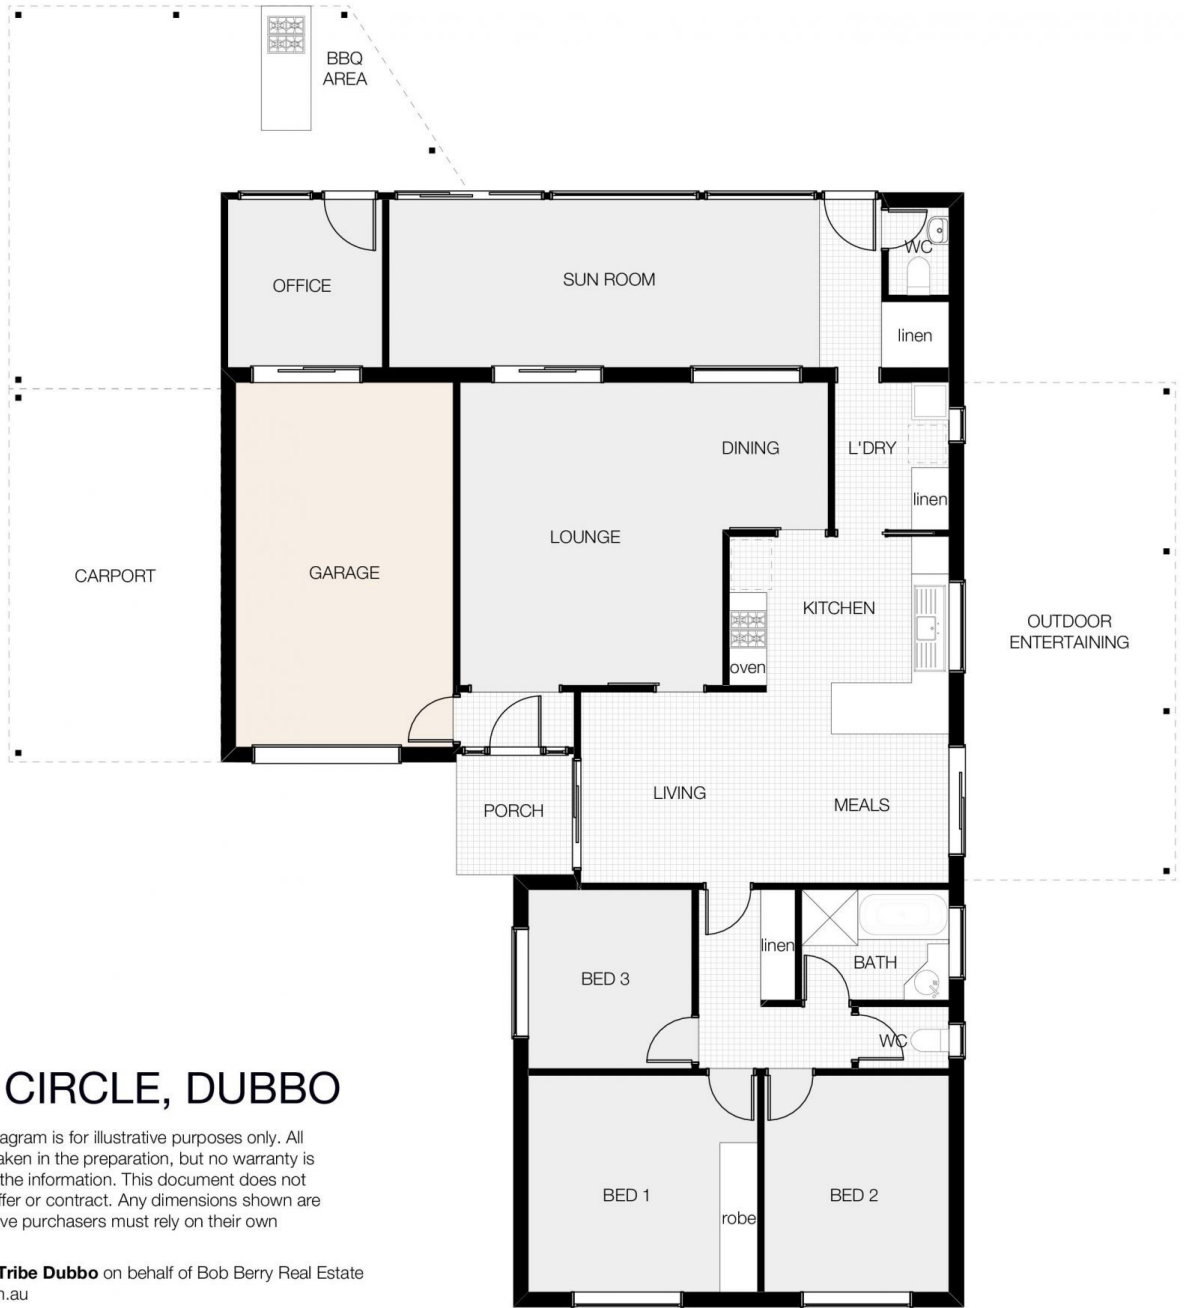 BBQ
AREA
OFFICE
SUN ROOM
WC
linen
DINING
L'DRY
linen
LOUNGE
CARPORT
GARAGE
KITCHEN
OUTDOOR
ENTERTAINING
oven
LIVING
MEALS
PORCH
linen
BATH
BED 3
WC
BED 1
robe
BED 2
CIRCLE, DUBBO
agram is for illustrative purposes only. All
aken in the preparation, but no warranty is
the information. This document does not
ffer or contract. Any dimensions shown are
ve purchasers must rely on their own
Tribe Dubbo on behalf of Bob Berry Real Estate
n.au